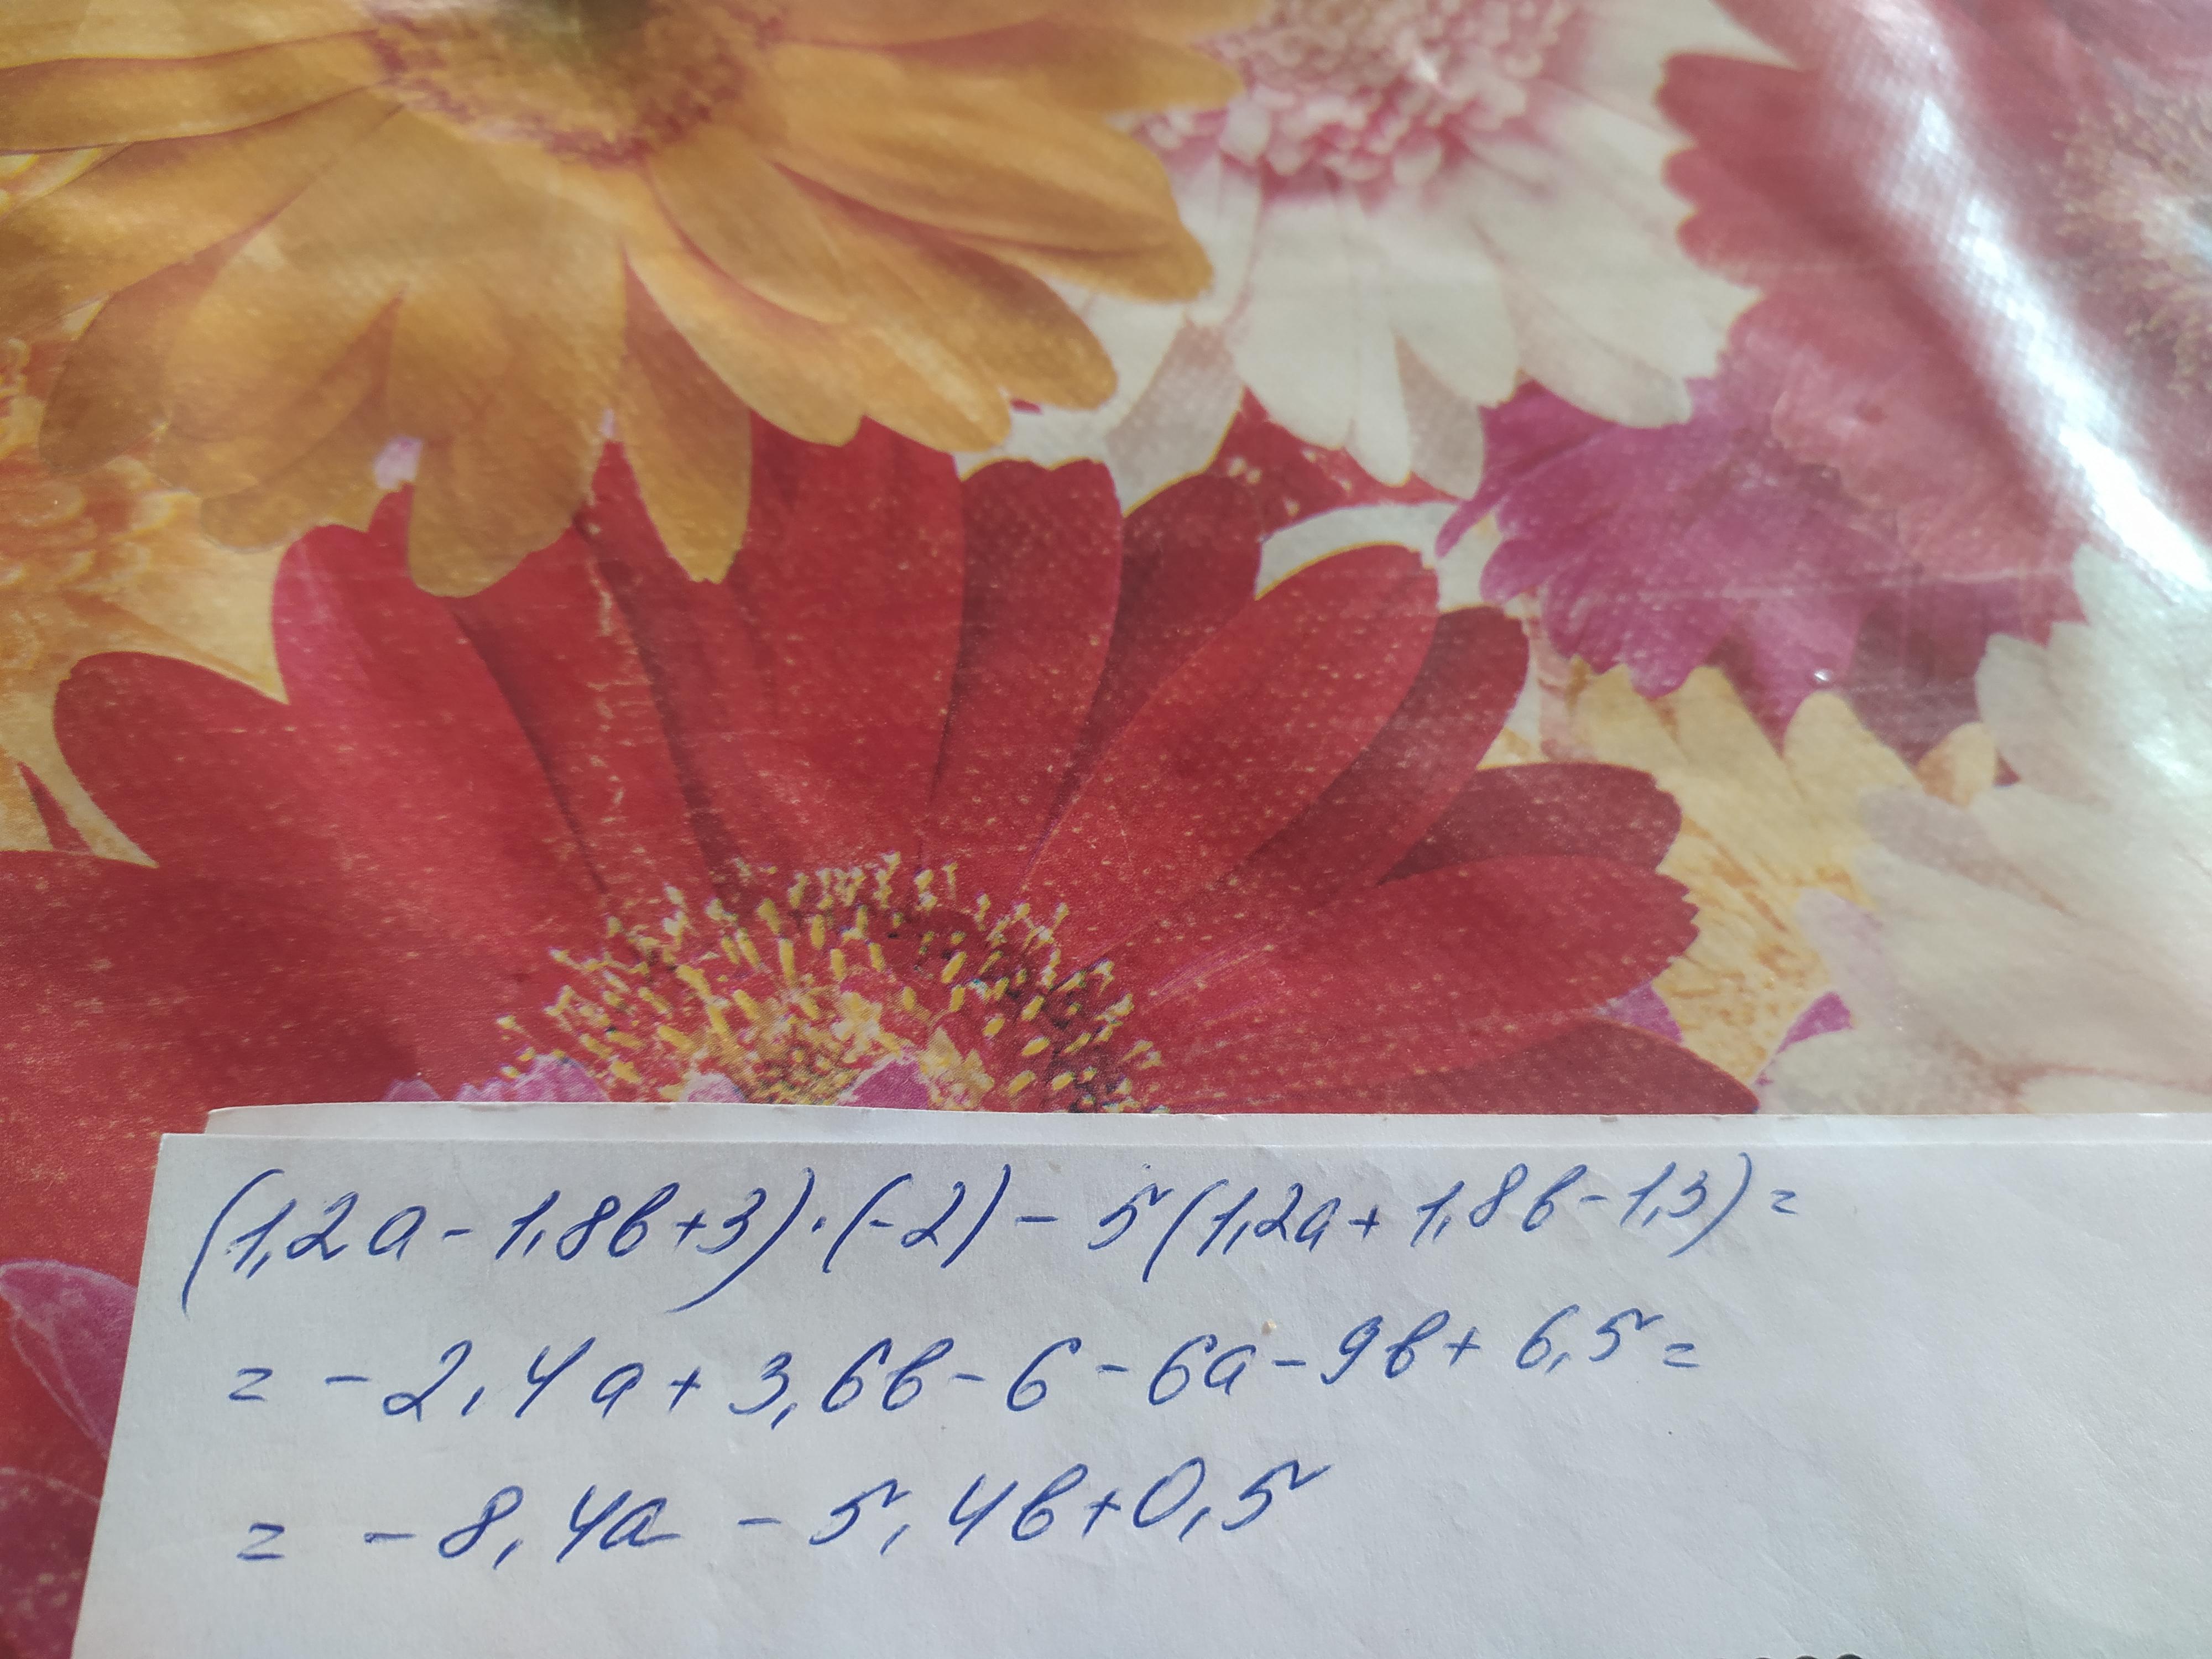 (1,2a - 1,8b + 3) · (-2) - 5 (1,2a + 1,8b - 1,3) =
= - 2,4a + 3,6b - 6 - 6a - 9b + 6,5 =
= - 8,4a - 5,4b + 0,5